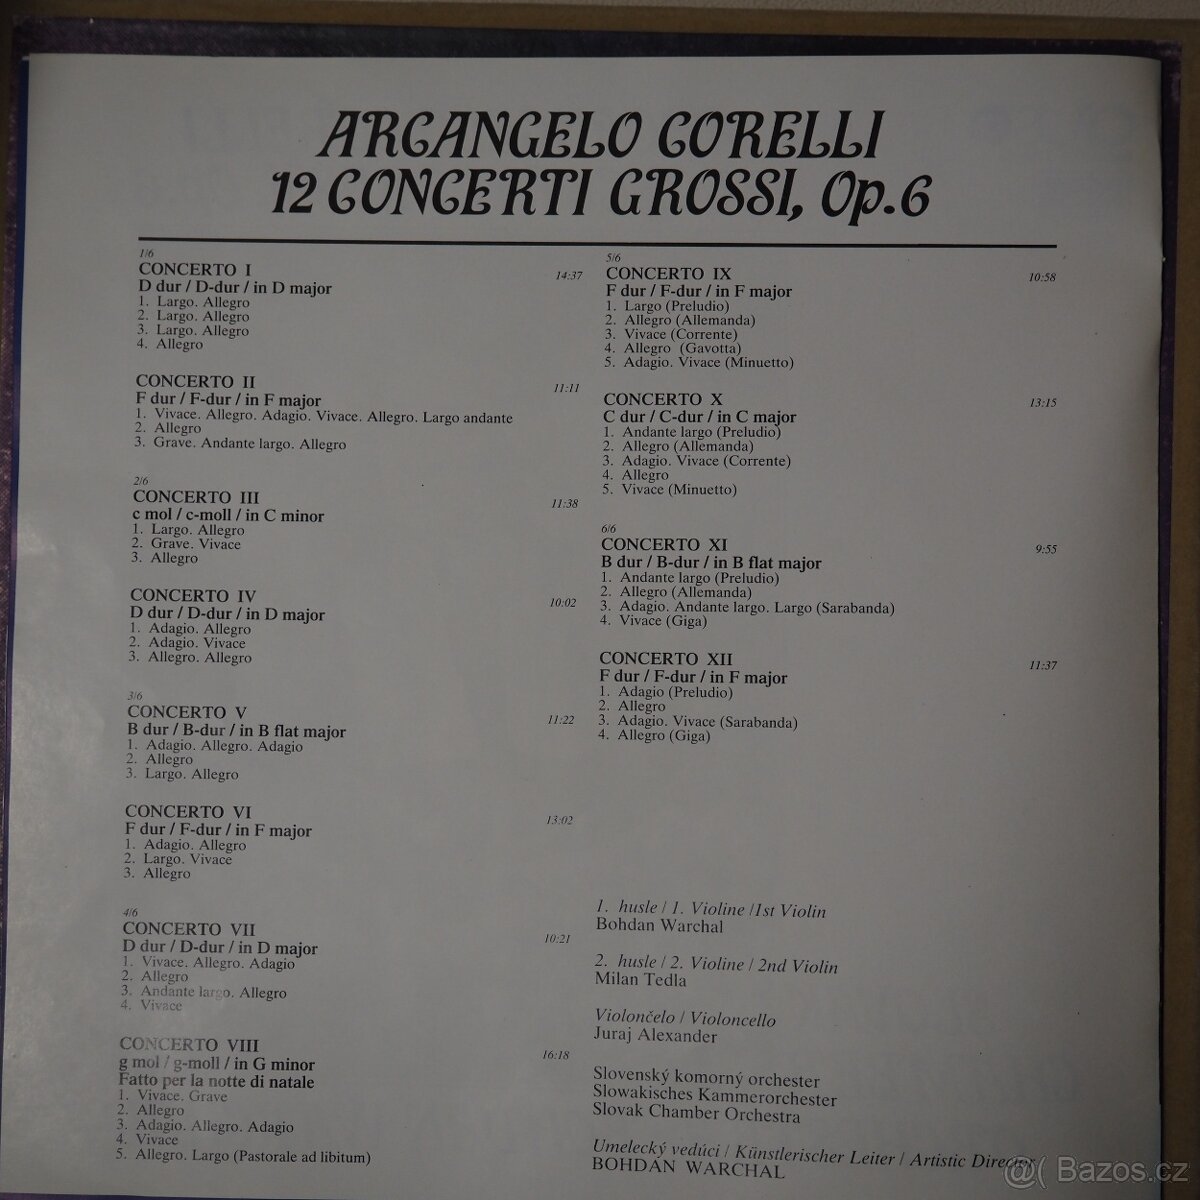 ARCANGELO CORELLI
12 CONCERTI GROSSI, Op.6
1/6
CONCERTO I 14:37
D dur / D-dur / in D major
1. Largo. Allegro
2. Largo. Allegro
3. Largo. Allegro
4. Allegro
CONCERTO II 11:11
F dur / F-dur / in F major
1. Vivace. Allegro. Adagio. Vivace. Allegro. Largo andante
2. Allegro
3. Grave. Andante largo. Allegro
2/6
CONCERTO III 11:38
c mol / c-moll / in C minor
1. Largo. Allegro
2. Grave. Vivace
3. Allegro
CONCERTO IV 10:02
D dur / D-dur / in D major
1. Adagio. Allegro
2. Adagio. Vivace
3. Allegro. Allegro
3/6
CONCERTO V 11:22
B dur / B-dur / in B flat major
1. Adagio. Allegro. Adagio
2. Allegro
3. Largo. Allegro
CONCERTO VI 13:02
F dur / F-dur / in F major
1. Adagio. Allegro
2. Largo. Vivace
3. Allegro
4/6
CONCERTO VII 10:21
D dur / D-dur / in D major
1. Vivace. Allegro. Adagio
2. Allegro
3. Andante largo. Allegro
4. Vivace
CONCERTO VIII 16:18
g mol / g-moll / in G minor
Fatto per la notte di natale
1. Vivace. Grave
2. Allegro
3. Adagio. Allegro. Adagio
4. Vivace
5. Allegro. Largo (Pastorale ad libitum)
5/6
CONCERTO IX 10:58
F dur / F-dur / in F major
1. Largo (Preludio)
2. Allegro (Allemanda)
3. Vivace (Corrente)
4. Allegro (Gavotta)
5. Adagio. Vivace (Minuetto)
CONCERTO X 13:15
C dur / C-dur / in C major
1. Andante largo (Preludio)
2. Allegro (Allemanda)
3. Adagio. Vivace (Corrente)
4. Allegro
5. Vivace (Minuetto)
6/6
CONCERTO XI 9:55
B dur / B-dur / in B flat major
1. Andante largo (Preludio)
2. Allegro (Allemanda)
3. Adagio. Andante largo. Largo (Sarabanda)
4. Vivace (Giga)
CONCERTO XII 11:37
F dur / F-dur / in F major
1. Adagio (Preludio)
2. Allegro
3. Adagio. Vivace (Sarabanda)
4. Allegro (Giga)
1. husle / 1. Violine /1st Violin
Bohdan Warchal
2. husle / 2. Violine / 2nd Violin
Milan Tedla
Violončelo / Violoncello
Juraj Alexander
Slovenský komorný orchester
Slowakisches Kammerorchester
Slovak Chamber Orchestra
Umelecký vedúci / Künstlerischer Leiter / Artistic Director
BOHDAN WARCHAL
@( Bazos.cz